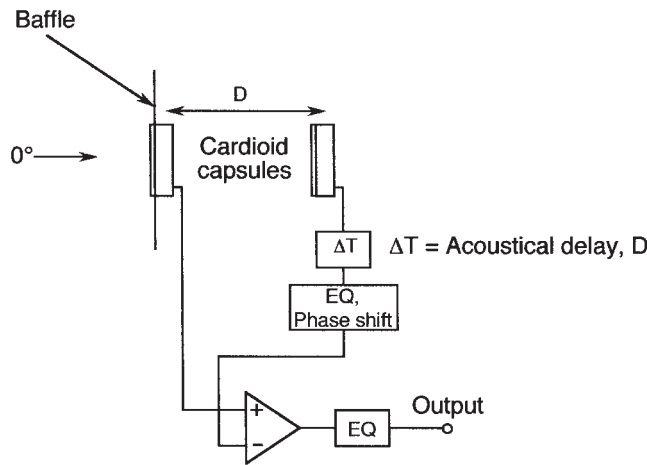 Baffle
D
0°
Cardioid
capsules
ΔT
ΔT = Acoustical delay, D
EQ,
Phase shift
+
−
EQ
Output